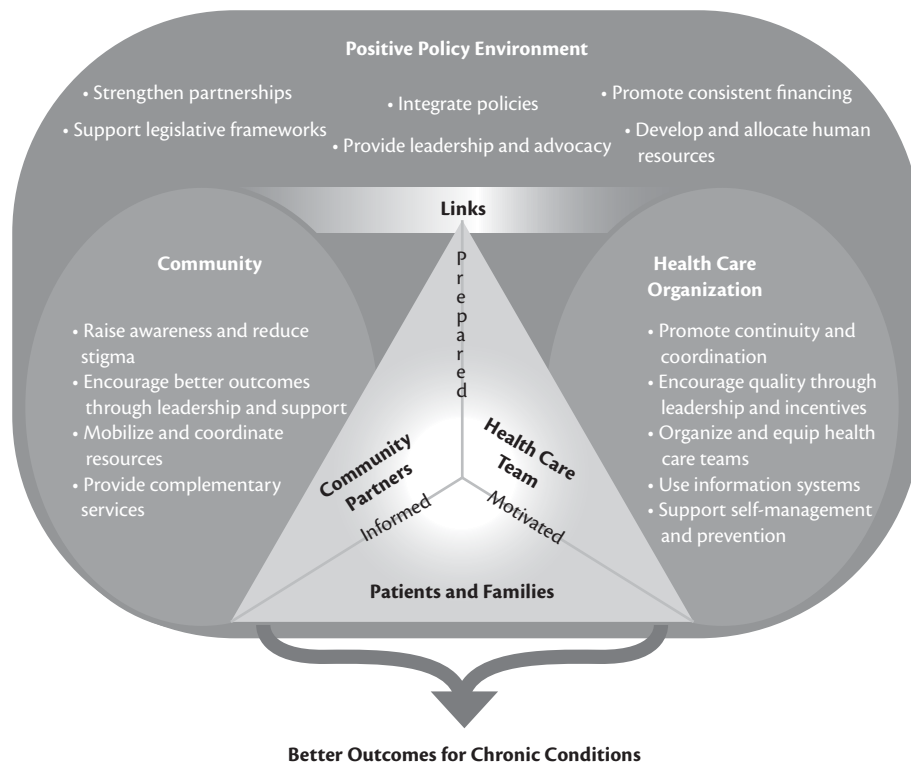 Positive Policy Environment
• Strengthen partnerships
• Support legislative frameworks
• Integrate policies
• Provide leadership and advocacy
• Promote consistent financing
• Develop and allocate human
resources
Links
Community
• Raise awareness and reduce
stigma
• Encourage better outcomes
through leadership and support
• Mobilize and coordinate
resources
• Provide complementary
services
Prepared
Community
Partners
Informed
Health Care
Team
Motivated
Patients and Families
Health Care
Organization
• Promote continuity and
coordination
• Encourage quality through
leadership and incentives
• Organize and equip health
care teams
• Use information systems
• Support self-management
and prevention
Better Outcomes for Chronic Conditions